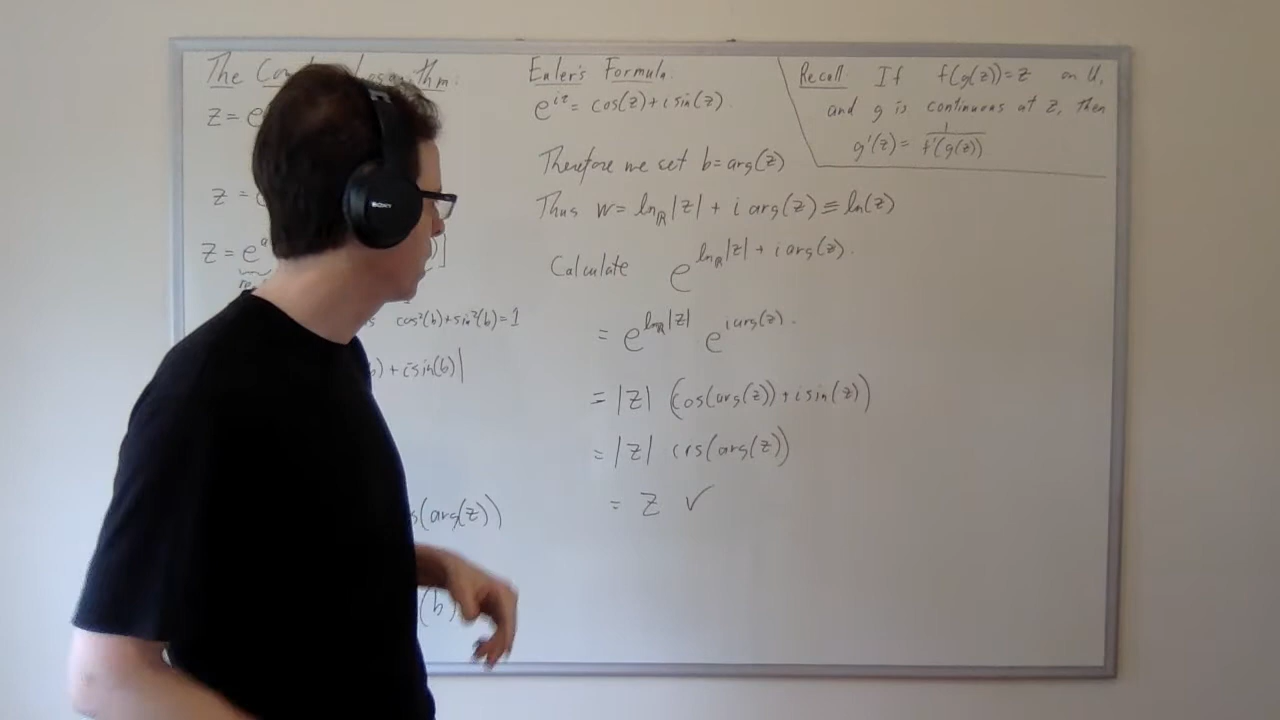 The
z = e
z =
z = e^a )]
cos²(b)+sin²(b)=1
b) + i sin(b)|
s(arg(z))
(b)
SONY
Euler's Formula.
e^{iz} = cos(z) + i sin(z).
Therefore we set b = arg(z)
Thus w = ln_ℝ|z| + i arg(z) ≡ ln(z)
Calculate e^{ln_ℝ|z| + i arg(z)}.
= e^{ln_ℝ|z|} e^{i arg(z)}.
= |z| (cos(arg(z)) + i sin(z))
= |z| cis(arg(z))
= z ✓
Recall If f(g(z)) = z on U,
and g is continuous at z, then
g'(z) = 1/f'(g(z))